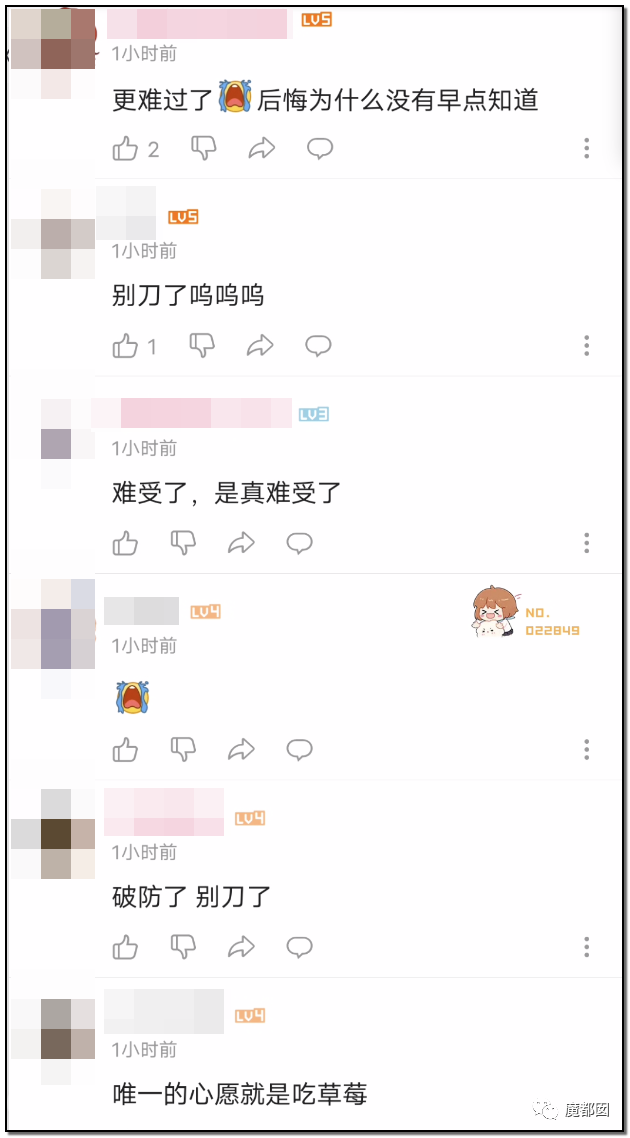 LV5
1小时前
更难过了 后悔为什么没有早点知道
2
LV5
1小时前
别刀了呜呜呜
1
LV3
1小时前
难受了，是真难受了
LV4
NO.
022849
1小时前
LV4
1小时前
破防了 别刀了
LV4
1小时前
唯一的心愿就是吃草莓
魔都囡